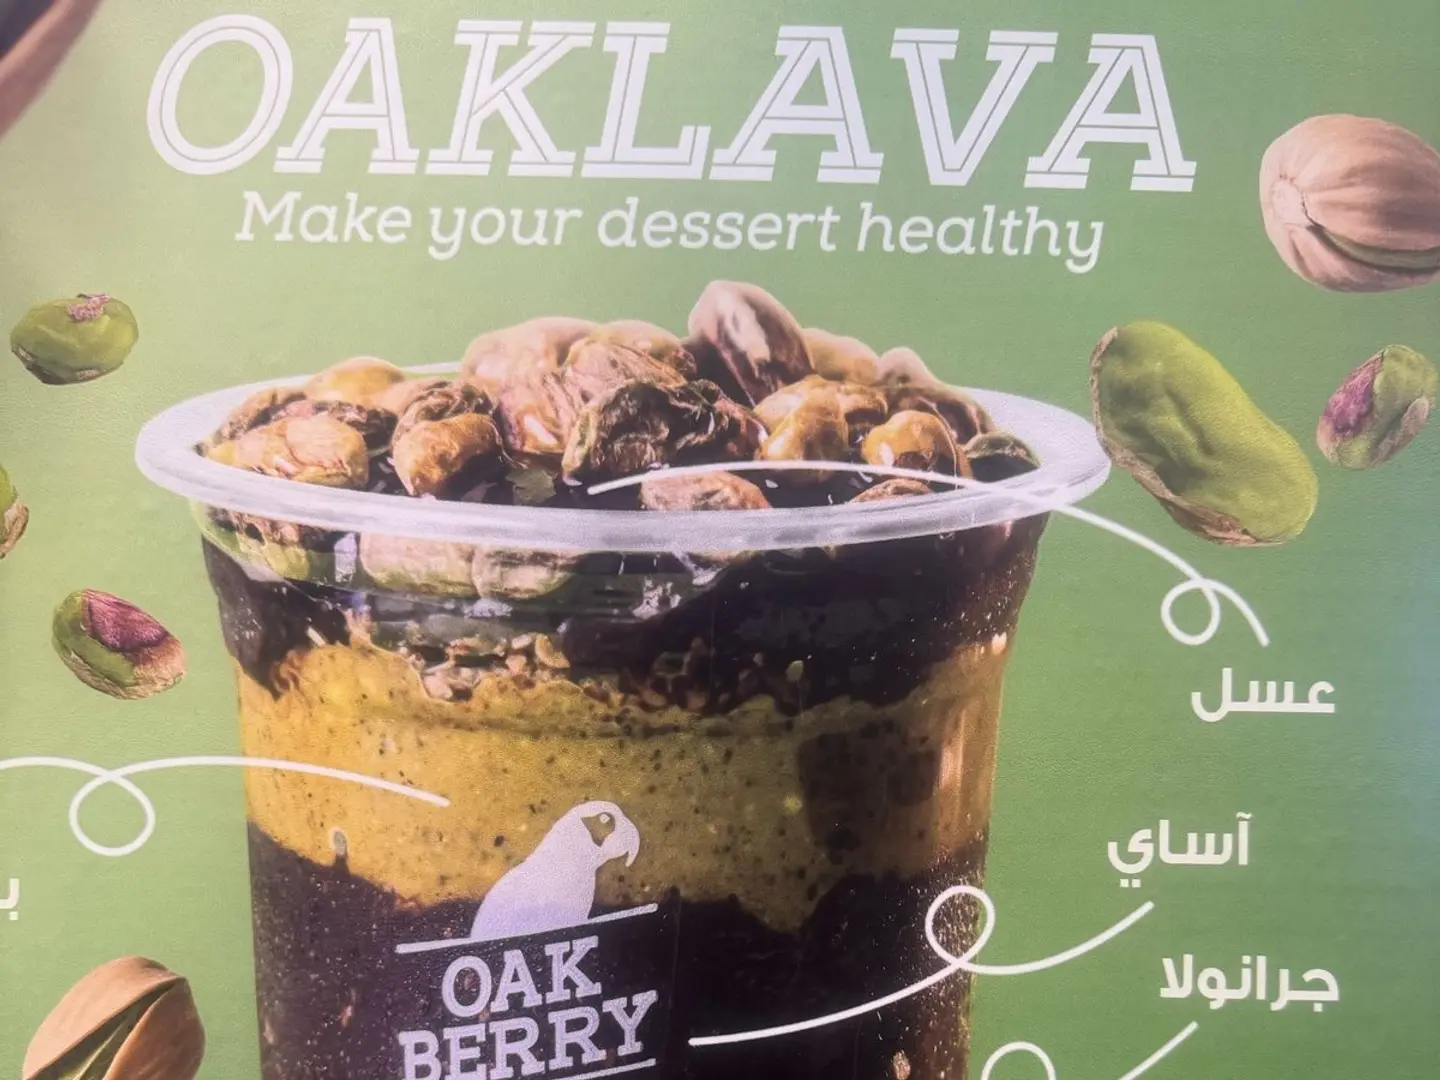 OAKLAVA
Make your dessert healthy
عسل
آساي
جرانولا
OAK
BERRY